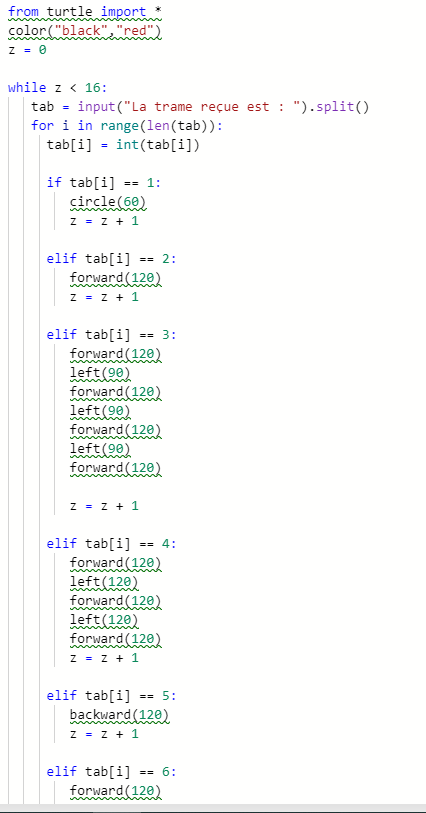 from turtle import *
color("black","red")
z = 0
while z < 16:
tab = input("La trame reçue est : ").split()
for i in range(len(tab)):
tab[i] = int(tab[i])
if tab[i] == 1:
circle(60)
z = z + 1
elif tab[i] == 2:
forward(120)
z = z + 1
elif tab[i] == 3:
forward(120)
left(90)
forward(120)
left(90)
forward(120)
left(90)
forward(120)
z = z + 1
elif tab[i] == 4:
forward(120)
left(120)
forward(120)
left(120)
forward(120)
z = z + 1
elif tab[i] == 5:
backward(120)
z = z + 1
elif tab[i] == 6:
forward(120)